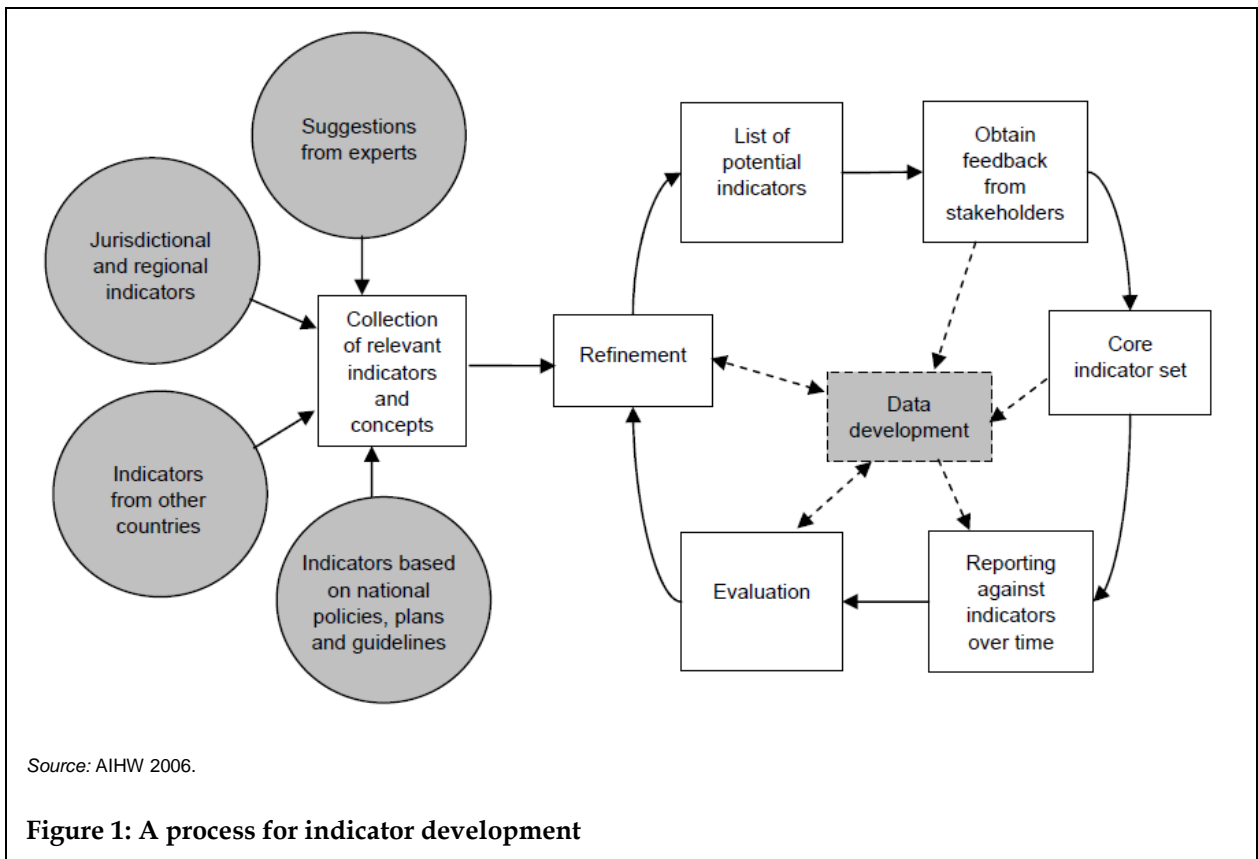 Suggestions
from experts
Jurisdictional
and regional
indicators
Indicators
from other
countries
Indicators based
on national
policies, plans
and guidelines
Collection
of relevant
indicators
and
concepts
Refinement
List of
potential
indicators
Obtain
feedback
from
stakeholders
Core
indicator set
Data
development
Reporting
against
indicators
over time
Evaluation
Source: AIHW 2006.
Figure 1: A process for indicator development